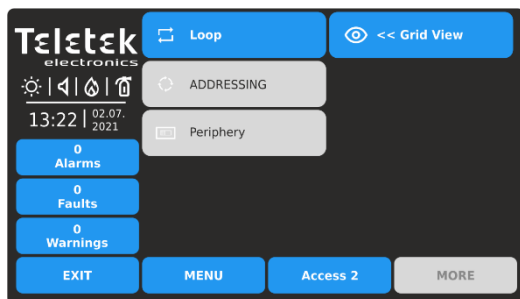 Teletek
electronics
13:22
02.07.
2021
0
Alarms
0
Faults
0
Warnings
EXIT
Loop
ADDRESSING
Periphery
<< Grid View
MENU
Access 2
MORE